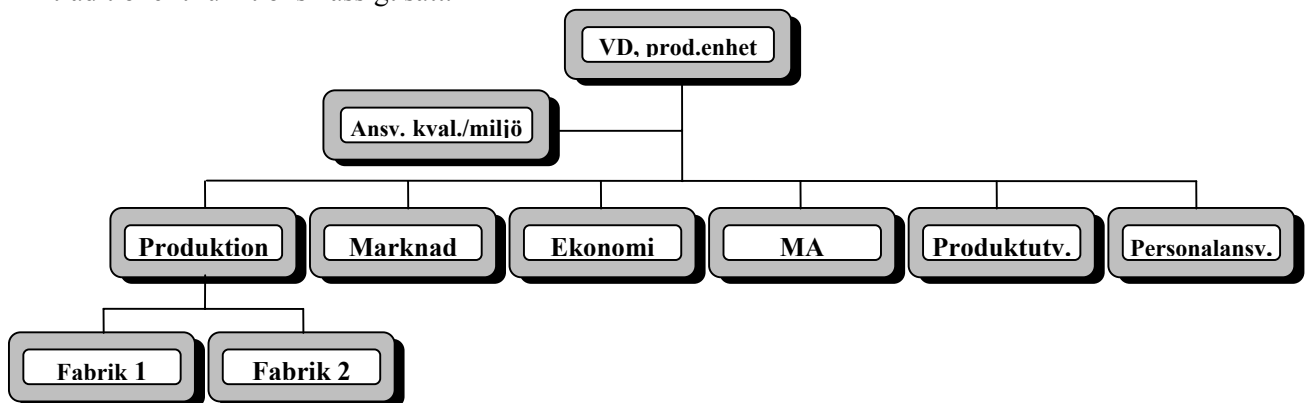 VD, prod.enhet
Ansv. kval./miljö
Produktion
Marknad
Ekonomi
MA
Produktutv.
Personalansv.
Fabrik 1
Fabrik 2